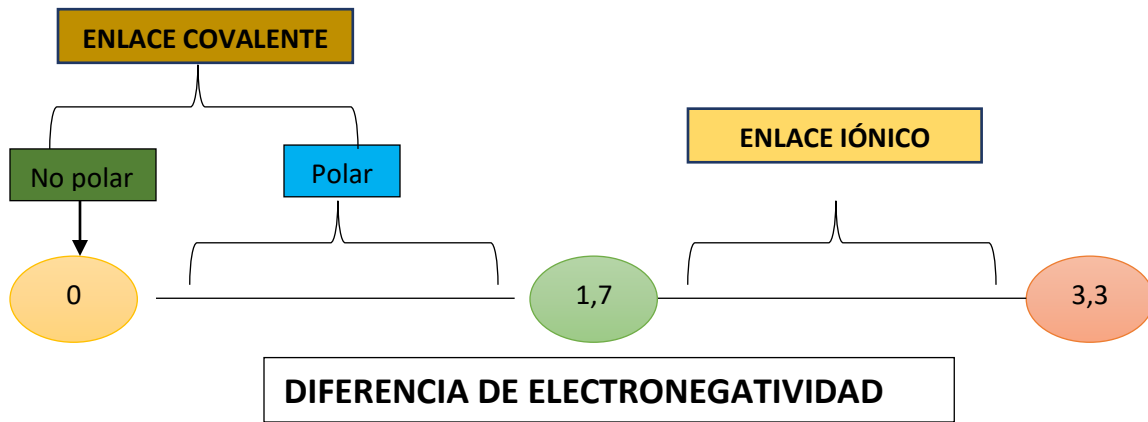 ENLACE COVALENTE
ENLACE IÓNICO
No polar
Polar
0
1,7
3,3
DIFERENCIA DE ELECTRONEGATIVIDAD